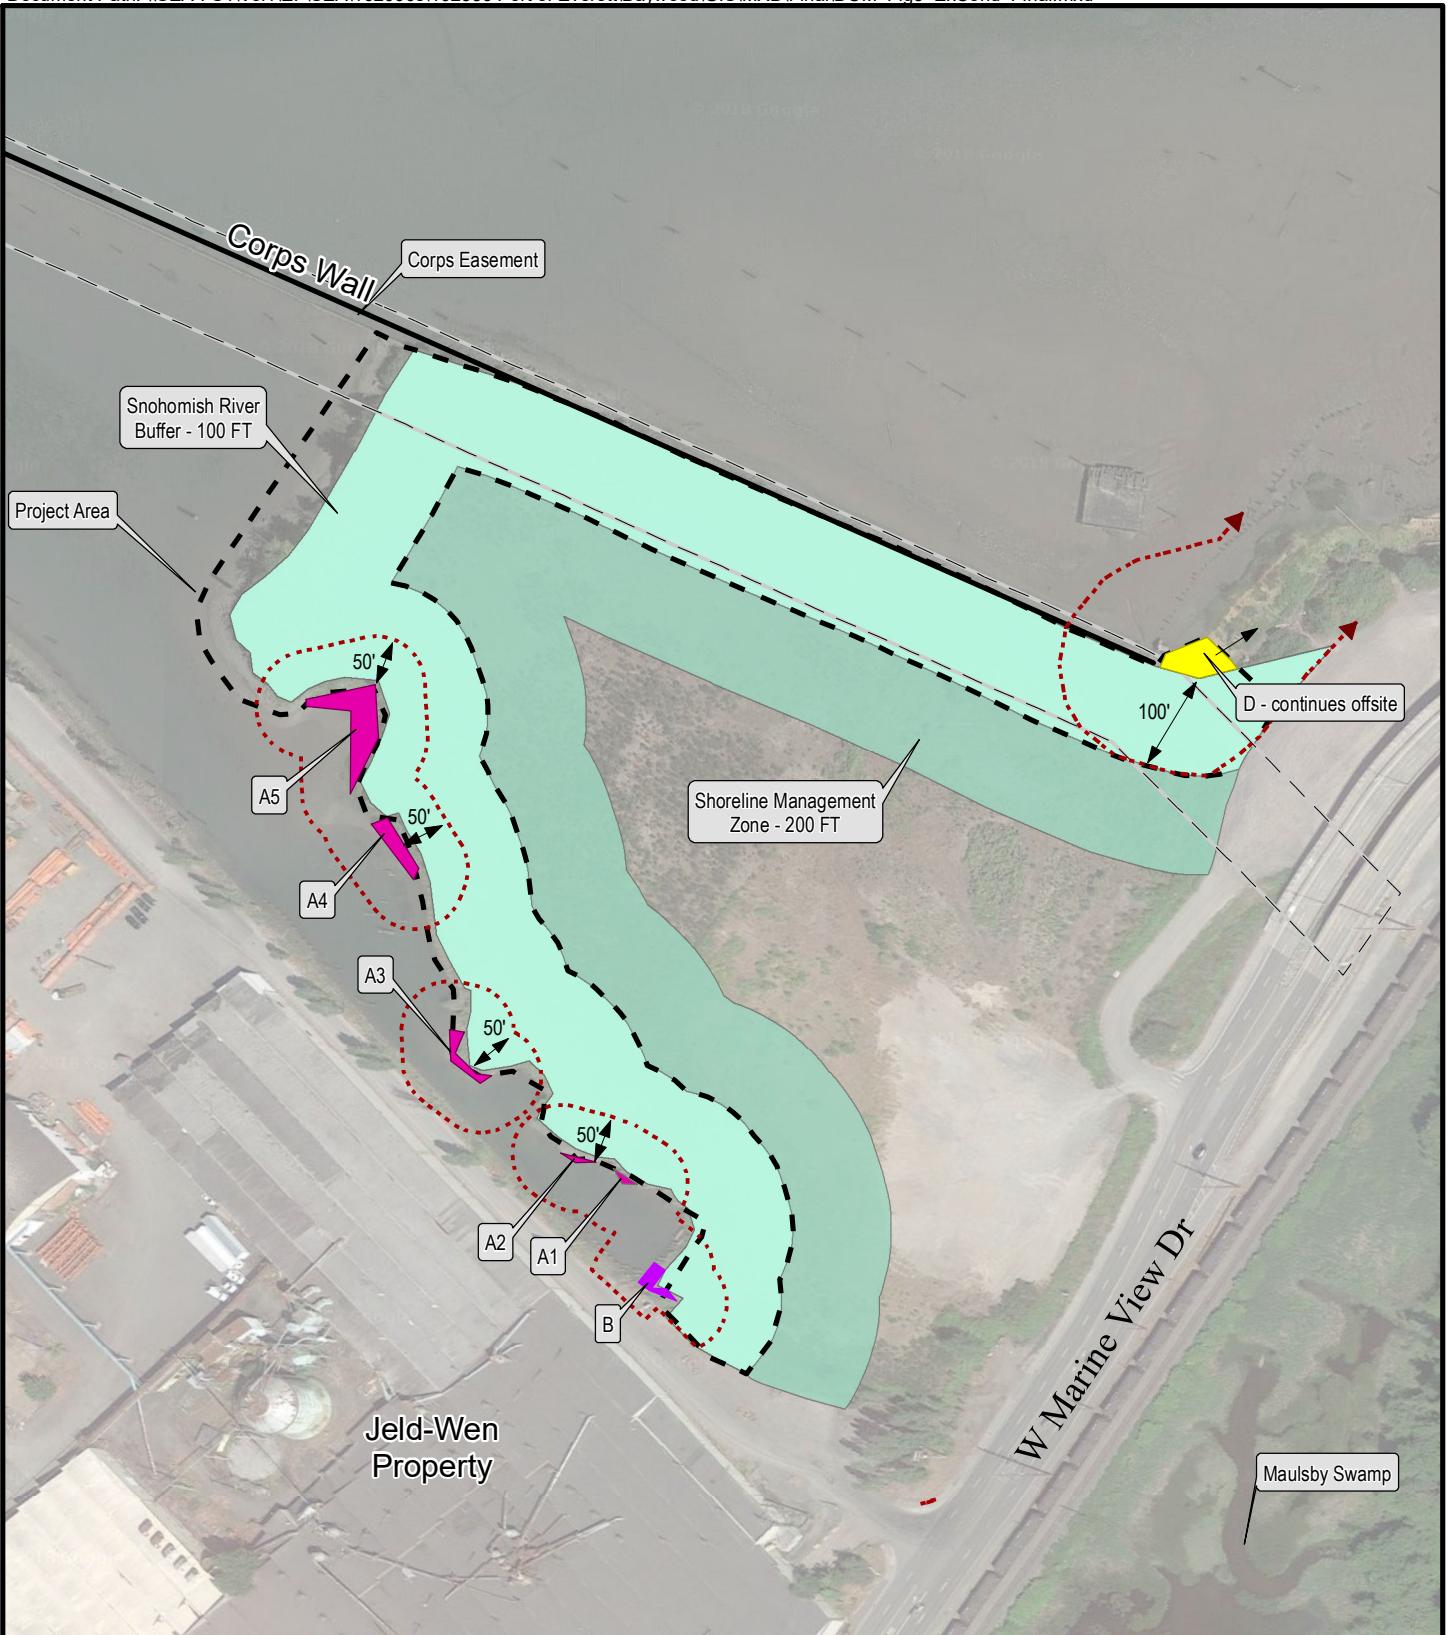 Corps Wall
Corps Easement
Snohomish River
Buffer - 100 FT
Project Area
50'
D - continues offsite
100'
A5
Shoreline Management
Zone - 200 FT
50'
A4
A3
50'
50'
A2
A1
B
W Marine View Dr
Jeld-Wen
Property
Maulsby Swamp